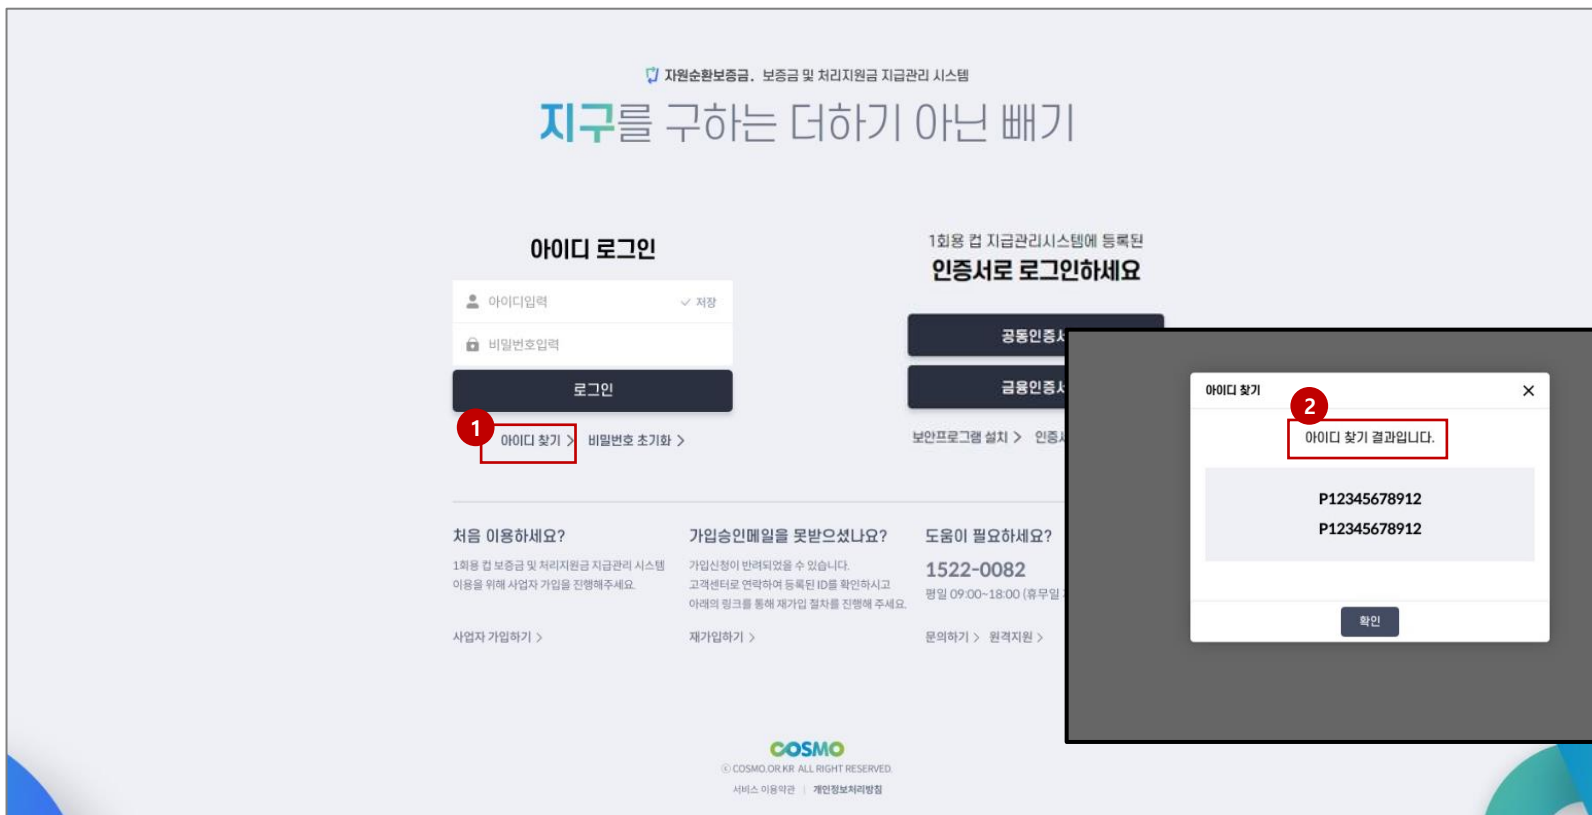 자원순환보증금. 보증금 및 처리지원금 지급관리 시스템
지구를 구하는 더하기 아닌 빼기
아이디 로그인
아이디입력
저장
비밀번호입력
로그인
1
아이디 찾기 >
비밀번호 초기화 >
1회용 컵 지급관리시스템에 등록된
인증서로 로그인하세요
공동인증서
금융인증서
보안프로그램 설치 >
처음 이용하세요?
1회용 컵 보증금 및 처리지원금 지급관리 시스템
이용을 위해 사업자 가입을 진행해주세요.
사업자 가입하기 >
가입승인메일을 못받으셨나요?
가입신청이 반려되었을 수 있습니다.
고객센터로 연락하여 등록된 ID를 확인하시고
아래의 링크를 통해 재가입 절차를 진행해 주세요.
재가입하기 >
도움이 필요하세요?
1522-0082
평일 09:00~18:00 (휴무일
문의하기 > 원격지원 >
아이디 찾기
2
아이디 찾기 결과입니다.
P12345678912
P12345678912
확인
COSMO
ⓒ COSMO.OR.KR ALL RIGHT RESERVED.
서비스 이용약관 | 개인정보처리방침